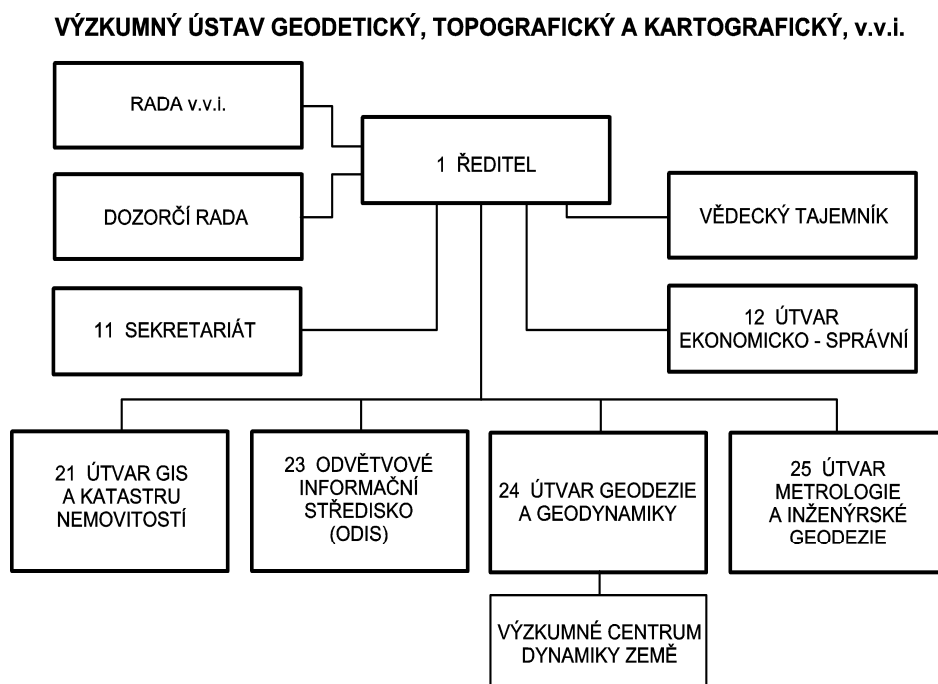 VÝZKUMNÝ ÚSTAV GEODETICKÝ, TOPOGRAFICKÝ A KARTOGRAFICKÝ, v.v.i.
RADA v.v.i.
1 ŘEDITEL
DOZORČÍ RADA
VĚDECKÝ TAJEMNÍK
11 SEKRETARIÁT
12 ÚTVAR
EKONOMICKO - SPRÁVNÍ
21 ÚTVAR GIS
A KATASTRU
NEMOVITOSTÍ
23 ODVĚTVOVÉ
INFORMAČNÍ
STŘEDISKO
(ODIS)
24 ÚTVAR GEODEZIE
A GEODYNAMIKY
25 ÚTVAR
METROLOGIE
A INŽENÝRSKÉ
GEODEZIE
VÝZKUMNÉ CENTRUM
DYNAMIKY ZEMĚ